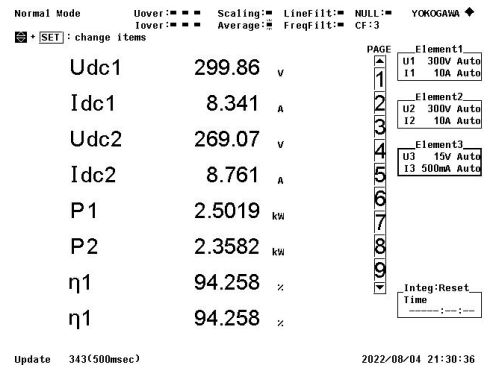 Normal Mode
Uover: Scaling: LineFilt: NULL: YOKOGAWA
Iover: Average: FreqFilt: CF:3
+ SET : change items
PAGE
Udc1 299.86 V
Idc1 8.341 A
Udc2 269.07 V
Idc2 8.761 A
P1 2.5019 kW
P2 2.3582 kW
η1 94.258 %
η1 94.258 %
1
2
3
4
5
6
7
8
9
Element1
U1 300V Auto
I1 10A Auto
Element2
U2 300V Auto
I2 10A Auto
Element3
U3 15V Auto
I3 500mA Auto
Integ:Reset
Time
-----:--:--
Update 343(500msec)
2022/08/04 21:30:36